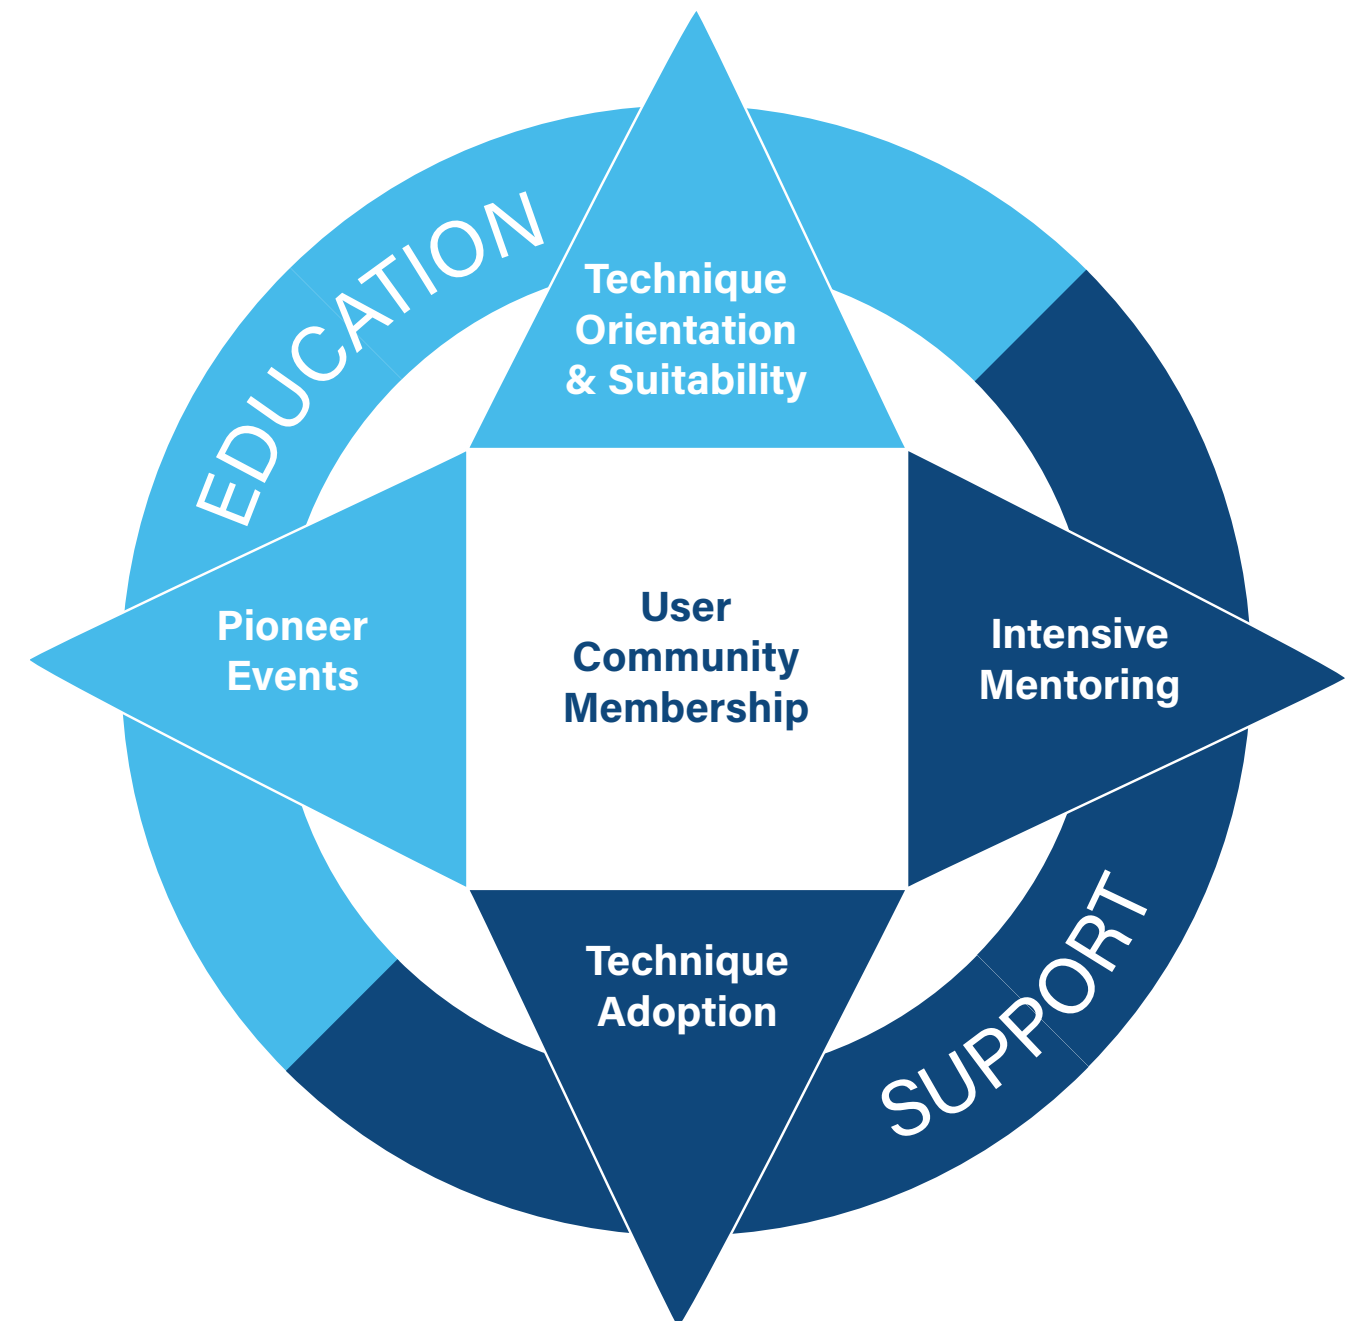 EDUCATION
Technique
Orientation
& Suitability
Pioneer
Events
User
Community
Membership
Intensive
Mentoring
Technique
Adoption
SUPPORT